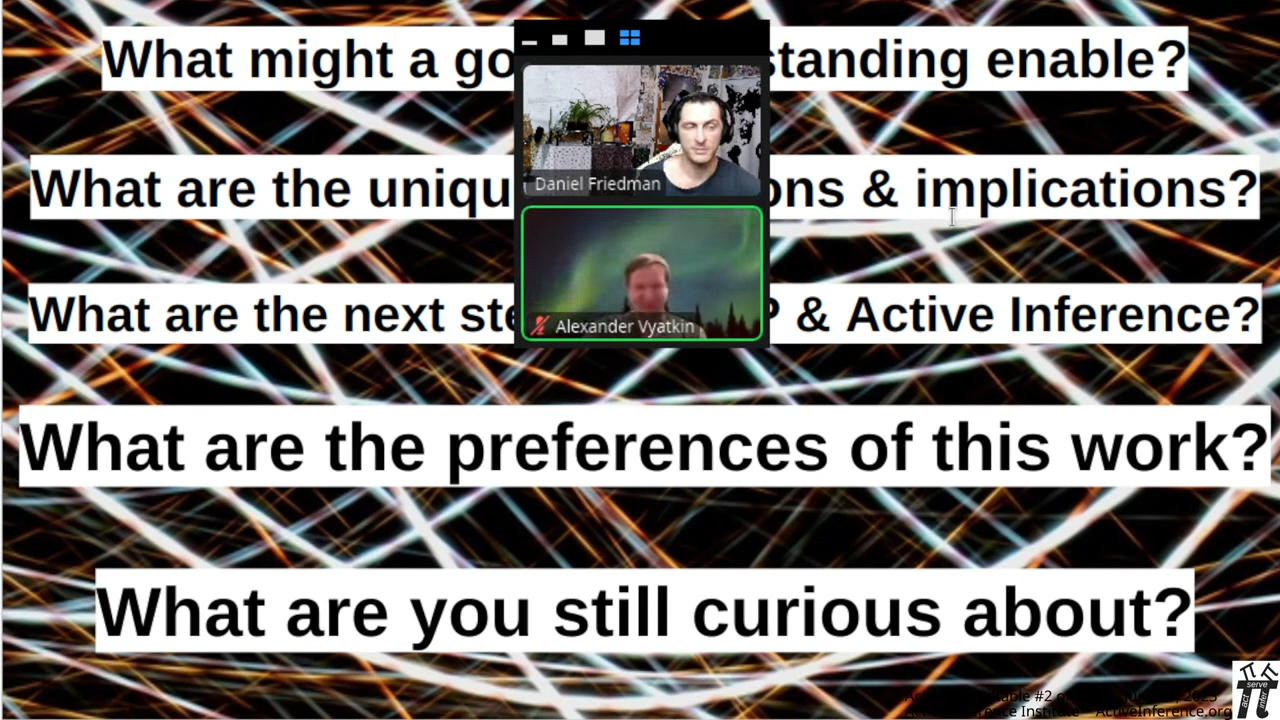 What might a go standing enable?
Daniel Friedman
What are the uniqu ons & implications?
What are the next ste ? & Active Inference?
Alexander Vyatkin
What are the preferences of this work?
What are you still curious about?
serve
ActiveInference.org